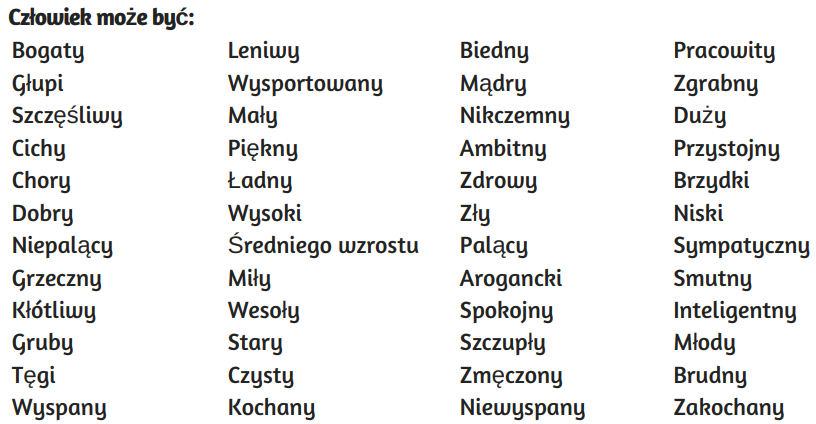 Człowiek może być:
Bogaty Leniwy Biedny Pracowity
Głupi Wysportowany Mądry Zgrabny
Szczęśliwy Mały Nikczemny Duży
Cichy Piękny Ambitny Przystojny
Chory Ładny Zdrowy Brzydki
Dobry Wysoki Zły Niski
Niepalący Średniego wzrostu Palący Sympatyczny
Grzeczny Miły Arogancki Smutny
Kłótliwy Wesoły Spokojny Inteligentny
Gruby Stary Szczupły Młody
Tęgi Czysty Zmęczony Brudny
Wyspany Kochany Niewyspany Zakochany